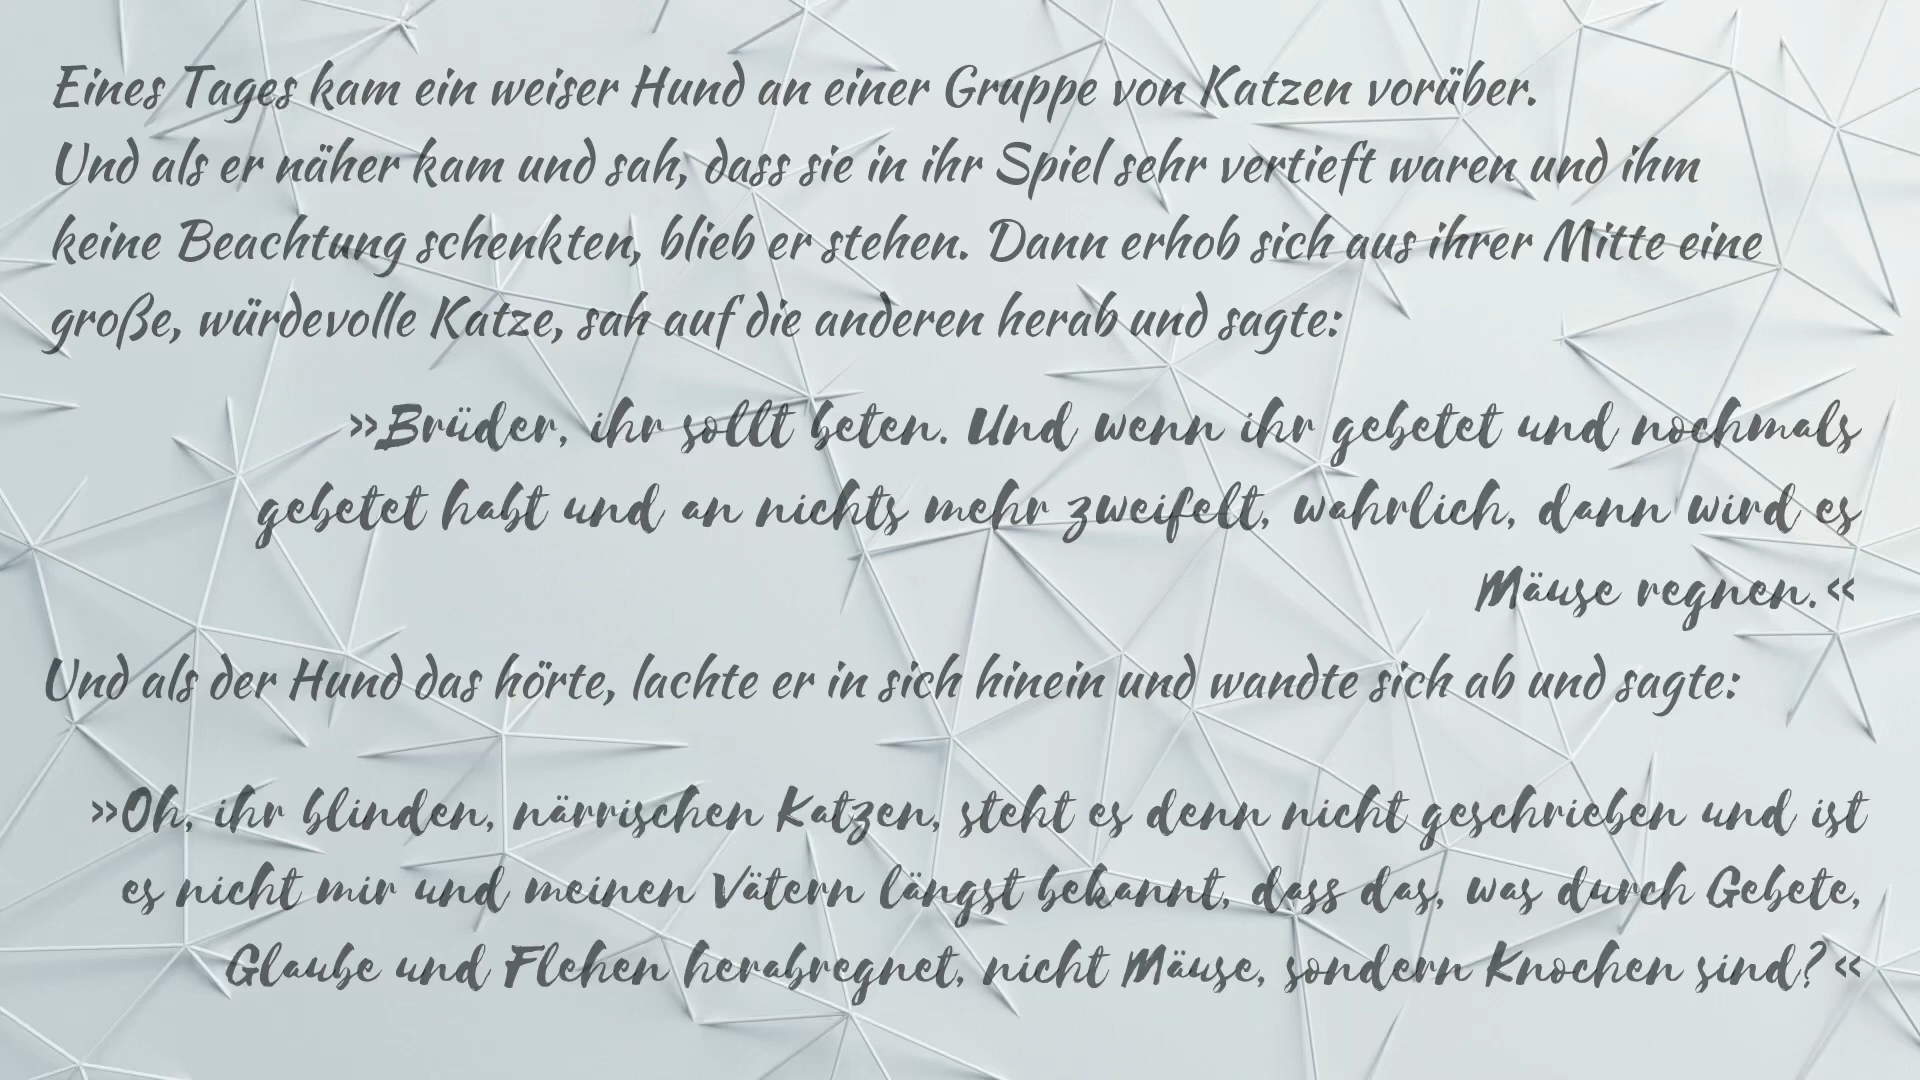 Eines Tages kam ein weiser Hund an einer Gruppe von Katzen vorüber.
Und als er näher kam und sah, dass sie in ihr Spiel sehr vertieft waren und ihm
keine Beachtung schenkten, blieb er stehen. Dann erhob sich aus ihrer Mitte eine
große, würdevolle Katze, sah auf die anderen herab und sagte:
»Brüder, ihr sollt beten. Und wenn ihr gebetet und nochmals
gebetet habt und an nichts mehr zweifelt, wahrlich, dann wird es
Mäuse regnen.«
Und als der Hund das hörte, lachte er in sich hinein und wandte sich ab und sagte:
»Oh, ihr blinden, närrischen Katzen, steht es denn nicht geschrieben und ist
es nicht mir und meinen Vätern längst bekannt, dass das, was durch Gebete,
Glaube und Flehen herabregnet, nicht Mäuse, sondern Knochen sind?«